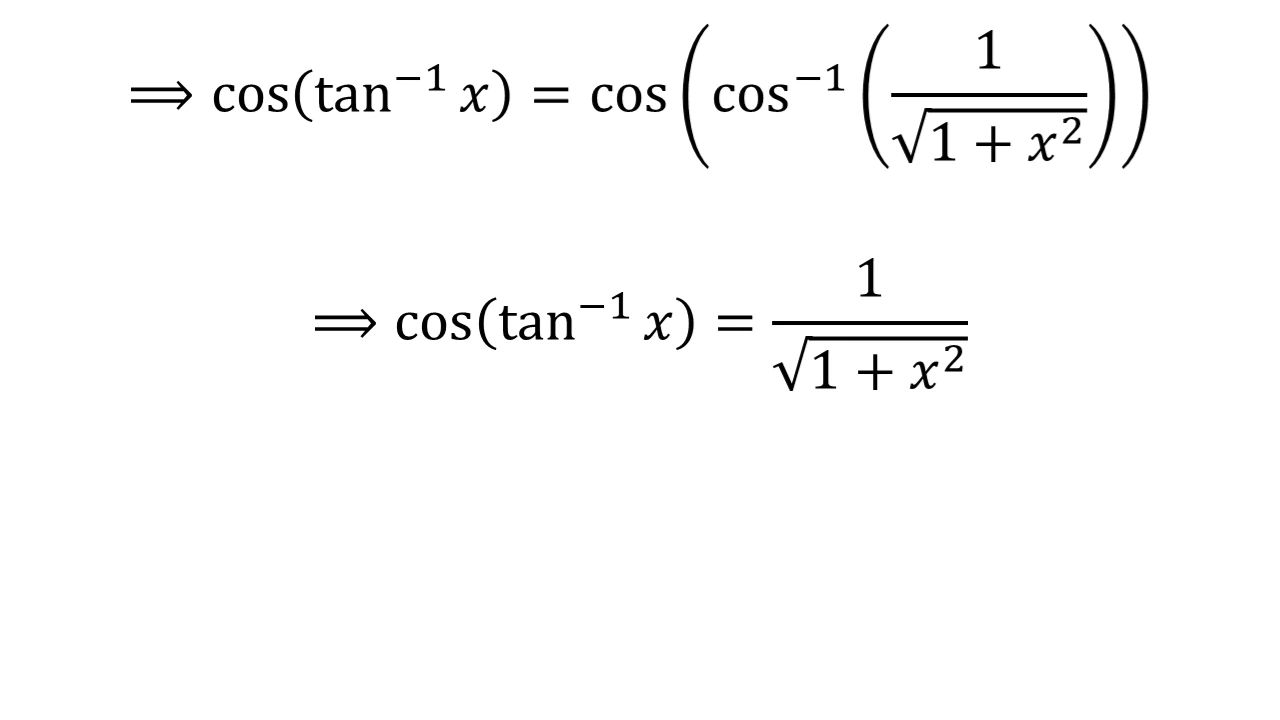 ⟹ cos(tan⁻¹ x) = cos(cos⁻¹(1/√(1 + x²)))
⟹ cos(tan⁻¹ x) = 1/√(1 + x²)